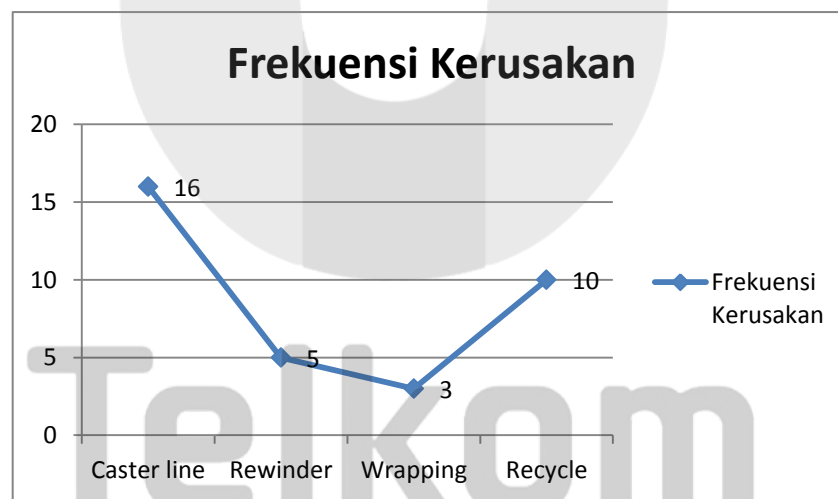 Frekuensi Kerusakan
20
15
10
5
0
16
5
3
10
Caster line Rewinder Wrapping Recycle
Frekuensi
Kerusakan
Telkom